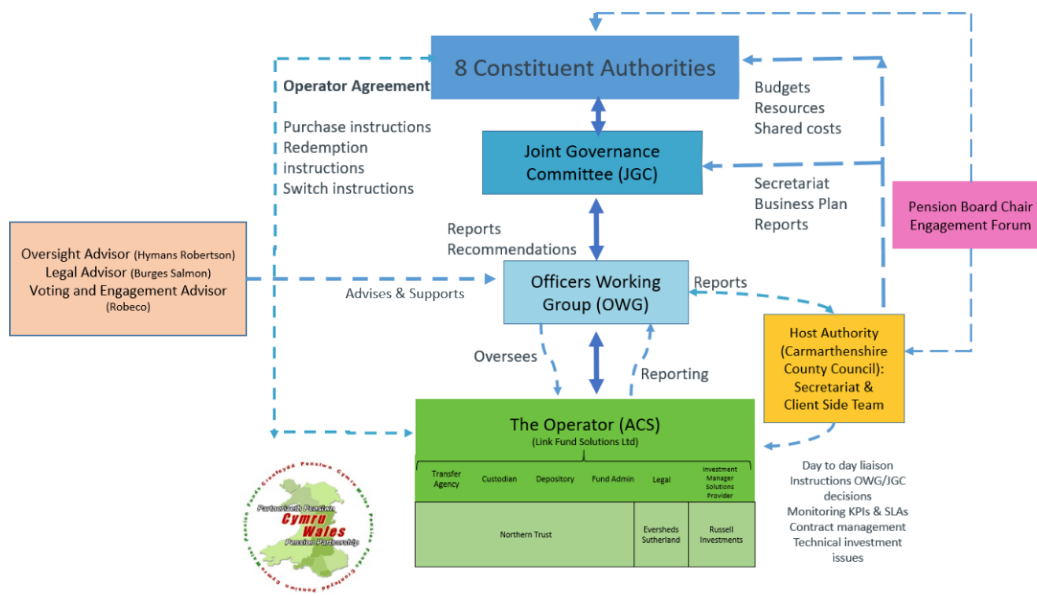 8 Constituent Authorities
Operator Agreement
Purchase instructions
Redemption
instructions
Switch instructions
Budgets
Resources
Shared costs
Joint Governance
Committee (JGC)
Secretariat
Business Plan
Reports
Pension Board Chair
Engagement Forum
Reports
Recommendations
Oversight Advisor (Hymans Robertson)
Legal Advisor (Burges Salmon)
Voting and Engagement Advisor
(Robeco)
Advises & Supports
Officers Working
Group (OWG)
Reports
Host Authority
(Carmarthenshire
County Council):
Secretariat &
Client Side Team
Oversees
Reporting
The Operator (ACS)
(Link Fund Solutions Ltd)
Transfer
Agency
Custodian
Depository
Fund Admin
Legal
Investment
Manager
Solutions
Provider
Northern Trust
Eversheds
Sutherland
Russell
Investments
Day to day liaison
Instructions OWG/JGC
decisions
Monitoring KPIs & SLAs
Contract management
Technical investment
issues
Partneriaeth Pensiwn
Cymru
Wales
Pension Partnership